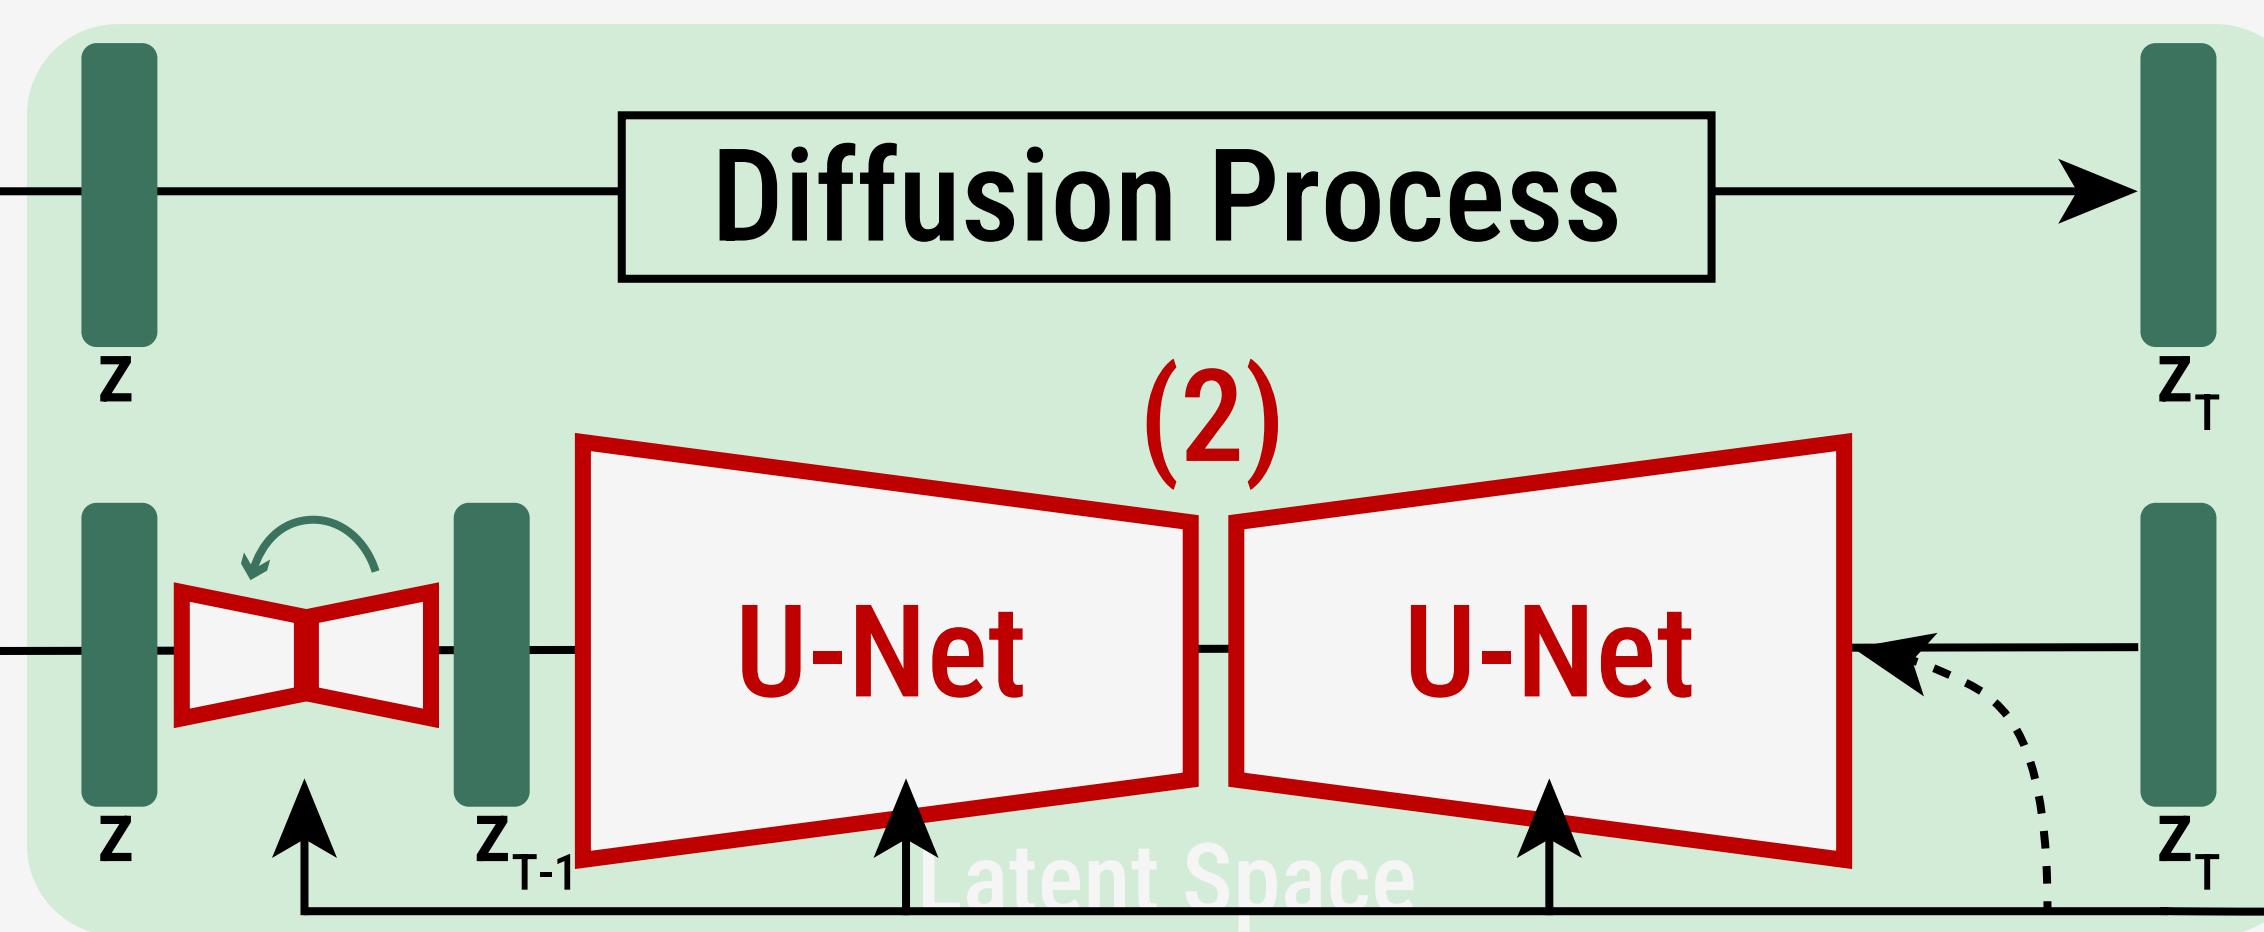 Diffusion Process
z
z_T
(2)
U-Net
U-Net
z
z_T-1
z_T
Latent Space